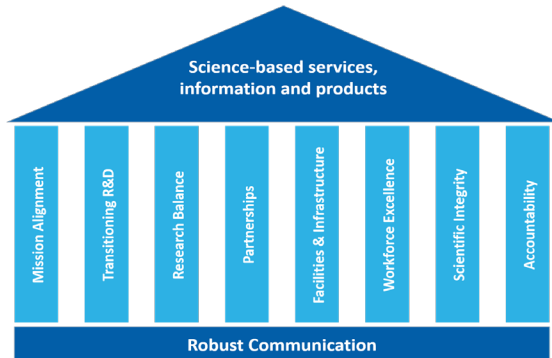 Science-based services,
information and products
Mission Alignment
Transitioning R&D
Research Balance
Partnerships
Facilities & Infrastructure
Workforce Excellence
Scientific Integrity
Accountability
Robust Communication